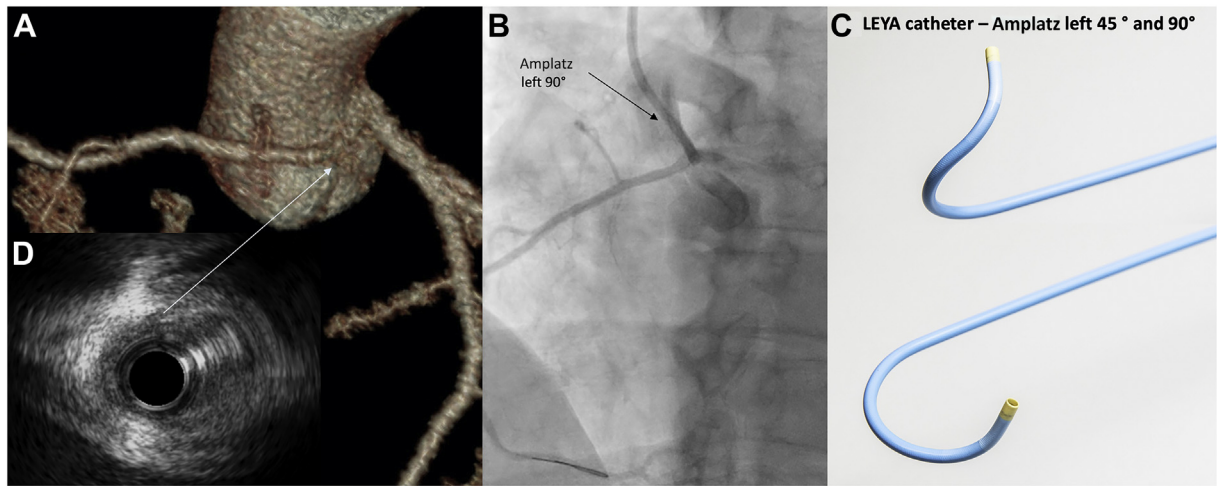 A
B
C LEYA catheter – Amplatz left 45 ° and 90°
Amplatz
left 90°
D